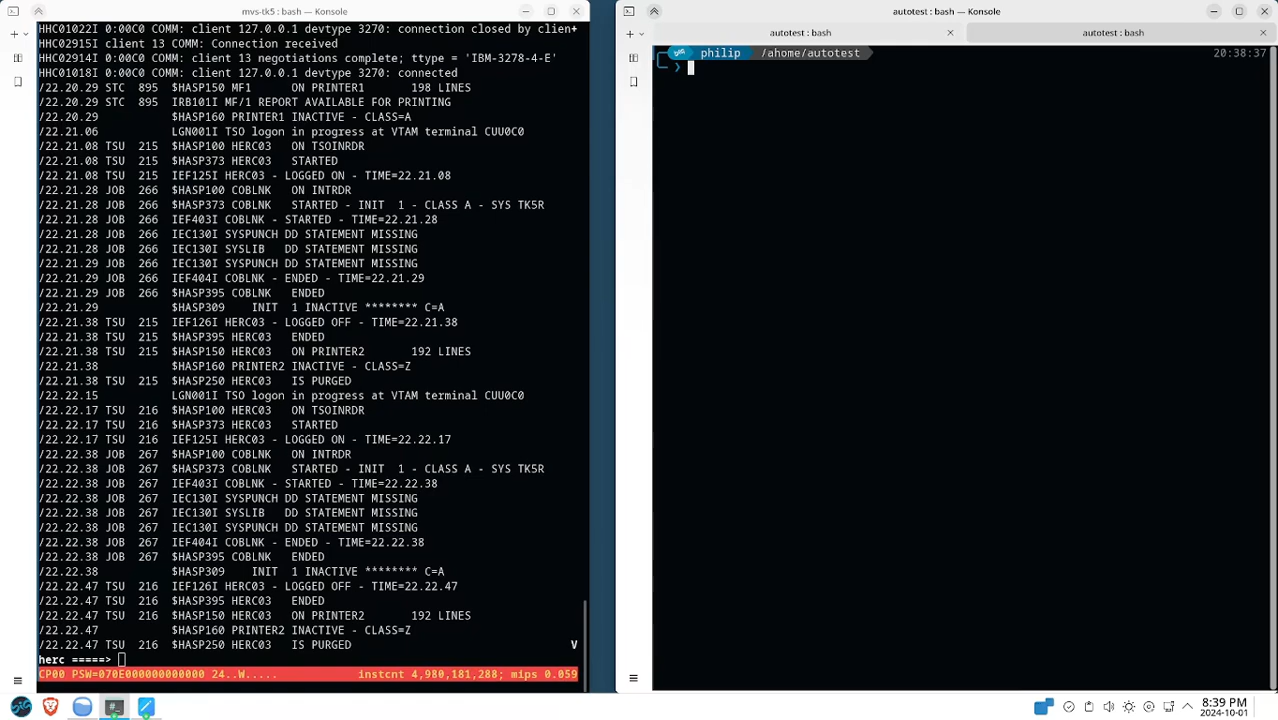 mvs-tk5 : bash — Konsole
HHC01022I 0:00C0 COMM: client 127.0.0.1 devtype 3270: connection closed by clien+
HHC02915I client 13 COMM: Connection received
HHC02914I client 13 negotiations complete; ttype = 'IBM-3278-4-E'
HHC01018I 0:00C0 COMM: client 127.0.0.1 devtype 3270: connected
/22.20.29 STC  895  $HASP150 MF1      ON PRINTER1      198 LINES
/22.20.29 STC  895  IRB101I MF/1 REPORT AVAILABLE FOR PRINTING
/22.20.29           $HASP160 PRINTER1 INACTIVE - CLASS=A
/22.21.06           LGN001I TSO logon in progress at VTAM terminal CUU0C0
/22.21.08 TSU  215  $HASP100 HERC03   ON TSOINRDR
/22.21.08 TSU  215  $HASP373 HERC03   STARTED
/22.21.08 TSU  215  IEF125I HERC03 - LOGGED ON - TIME=22.21.08
/22.21.28 JOB  266  $HASP100 COBLNK   ON INTRDR
/22.21.28 JOB  266  $HASP373 COBLNK   STARTED - INIT  1 - CLASS A - SYS TK5R
/22.21.28 JOB  266  IEF403I COBLNK - STARTED - TIME=22.21.28
/22.21.28 JOB  266  IEC130I SYSPUNCH DD STATEMENT MISSING
/22.21.28 JOB  266  IEC130I SYSLIB   DD STATEMENT MISSING
/22.21.29 JOB  266  IEC130I SYSPUNCH DD STATEMENT MISSING
/22.21.29 JOB  266  IEF404I COBLNK - ENDED - TIME=22.21.29
/22.21.29 JOB  266  $HASP395 COBLNK   ENDED
/22.21.29           $HASP309    INIT  1 INACTIVE ******** C=A
/22.21.38 TSU  215  IEF126I HERC03 - LOGGED OFF - TIME=22.21.38
/22.21.38 TSU  215  $HASP395 HERC03   ENDED
/22.21.38 TSU  215  $HASP150 HERC03   ON PRINTER2      192 LINES
/22.21.38           $HASP160 PRINTER2 INACTIVE - CLASS=Z
/22.21.38 TSU  215  $HASP250 HERC03   IS PURGED
/22.22.15           LGN001I TSO logon in progress at VTAM terminal CUU0C0
/22.22.17 TSU  216  $HASP100 HERC03   ON TSOINRDR
/22.22.17 TSU  216  $HASP373 HERC03   STARTED
/22.22.17 TSU  216  IEF125I HERC03 - LOGGED ON - TIME=22.22.17
/22.22.38 JOB  267  $HASP100 COBLNK   ON INTRDR
/22.22.38 JOB  267  $HASP373 COBLNK   STARTED - INIT  1 - CLASS A - SYS TK5R
/22.22.38 JOB  267  IEF403I COBLNK - STARTED - TIME=22.22.38
/22.22.38 JOB  267  IEC130I SYSPUNCH DD STATEMENT MISSING
/22.22.38 JOB  267  IEC130I SYSLIB   DD STATEMENT MISSING
/22.22.38 JOB  267  IEC130I SYSPUNCH DD STATEMENT MISSING
/22.22.38 JOB  267  IEF404I COBLNK - ENDED - TIME=22.22.38
/22.22.38 JOB  267  $HASP395 COBLNK   ENDED
/22.22.38           $HASP309    INIT  1 INACTIVE ******** C=A
/22.22.47 TSU  216  IEF126I HERC03 - LOGGED OFF - TIME=22.22.47
/22.22.47 TSU  216  $HASP395 HERC03   ENDED
/22.22.47 TSU  216  $HASP150 HERC03   ON PRINTER2      192 LINES
/22.22.47           $HASP160 PRINTER2 INACTIVE - CLASS=Z
/22.22.47 TSU  216  $HASP250 HERC03   IS PURGED V
herc =====>
CP00 PSW=070E000000000000 24..W..... instcnt 4,980,181,288; mips 0.059
autotest : bash — Konsole
autotest : bash autotest : bash
philip /ahome/autotest 20:38:37
❯
8:39 PM
2024-10-01